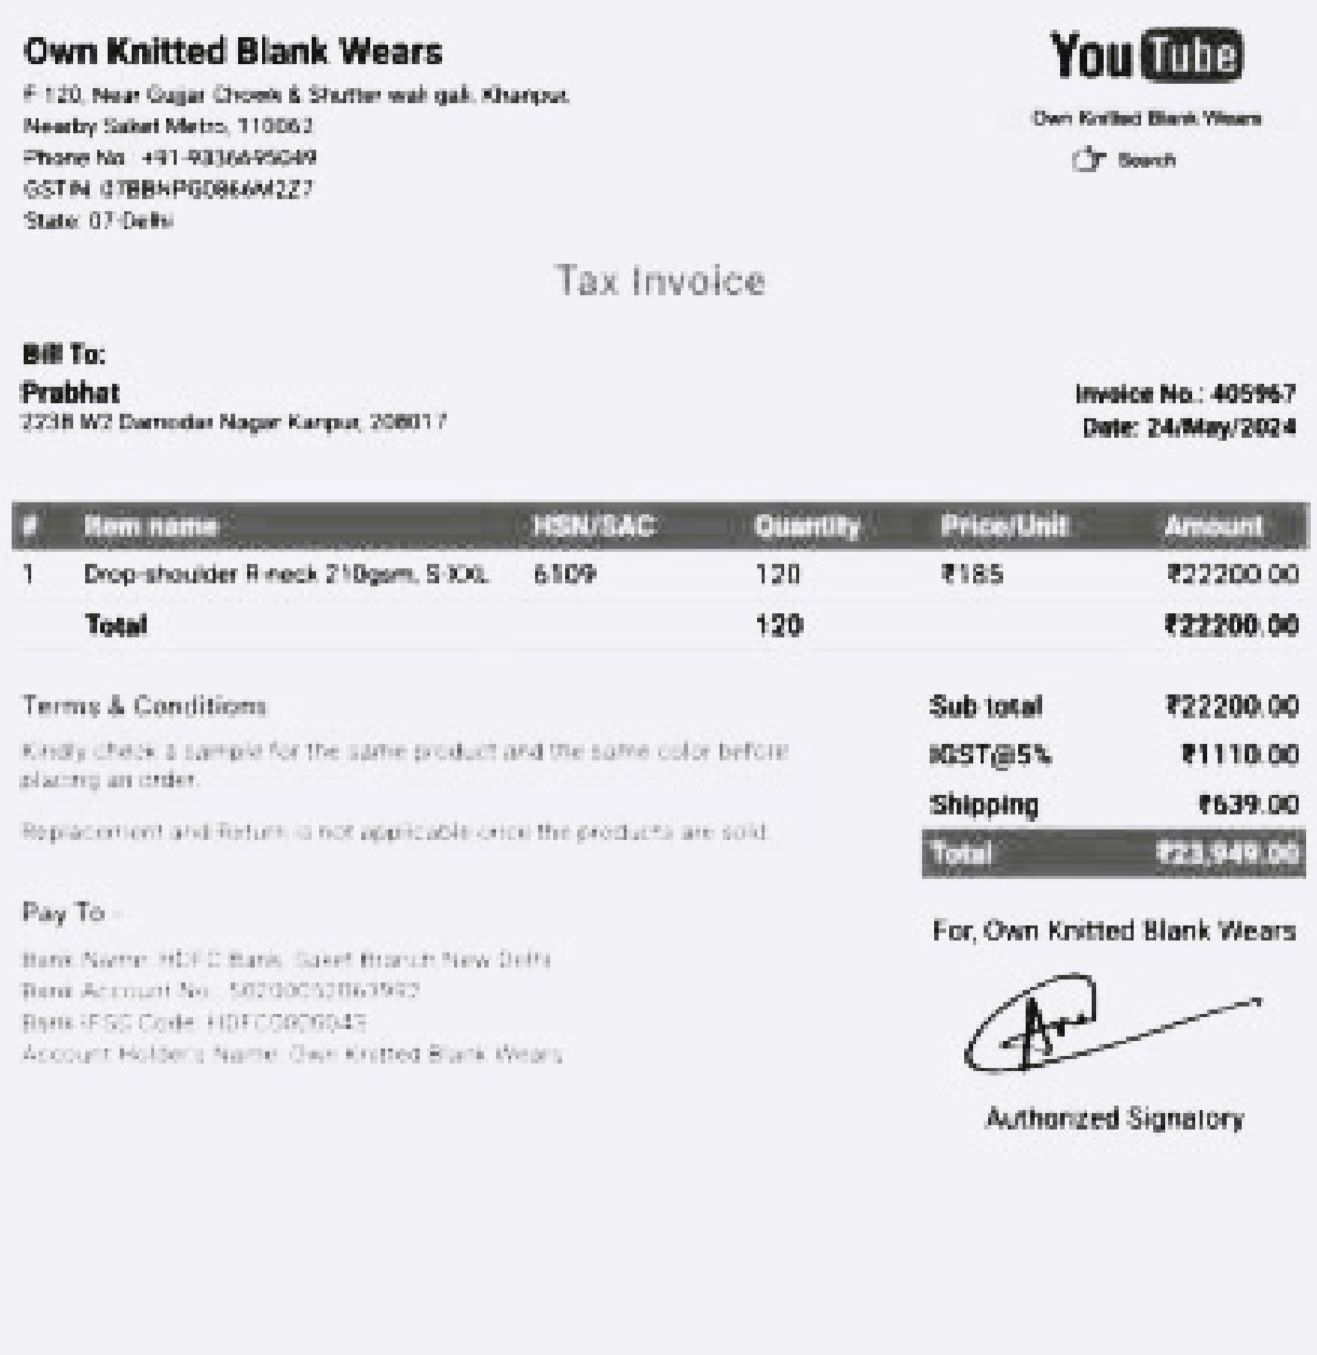 Own Knitted Blank Wears
F-120, Near Gujjar Chowk & Shutter wali gali, Khanpur,
Nearby Saket Metro, 110062
Phone No.: +91-9336695049
GSTIN:
State: 07-Delhi
YouTube
Own Knitted Blank Wears
Search
Tax Invoice
Bill To:
Prabhat
2238 W2 Damodar Nagar Kanpur, 208017
Invoice No.: 405967
Date: 24/May/2024
# Item name HSN/SAC Quantity Price/Unit Amount
1 Drop-shoulder R-neck 210gsm, S-XXL 6109 120 ₹185 ₹22200.00
Total 120 ₹22200.00
Terms & Conditions
Kindly check a sample for the same product and the same color before
placing an order.
Replacement and Return is not applicable once the products are sold.
Sub total ₹22200.00
IGST@5% ₹1110.00
Shipping ₹639.00
Total ₹23,949.00
Pay To -
Bank Name: HDFC Bank, Saket Branch New Delhi
Bank Account No.:
Bank IFSC Code:
Account Holder's Name: Own Knitted Blank Wears
For, Own Knitted Blank Wears
Authorized Signatory